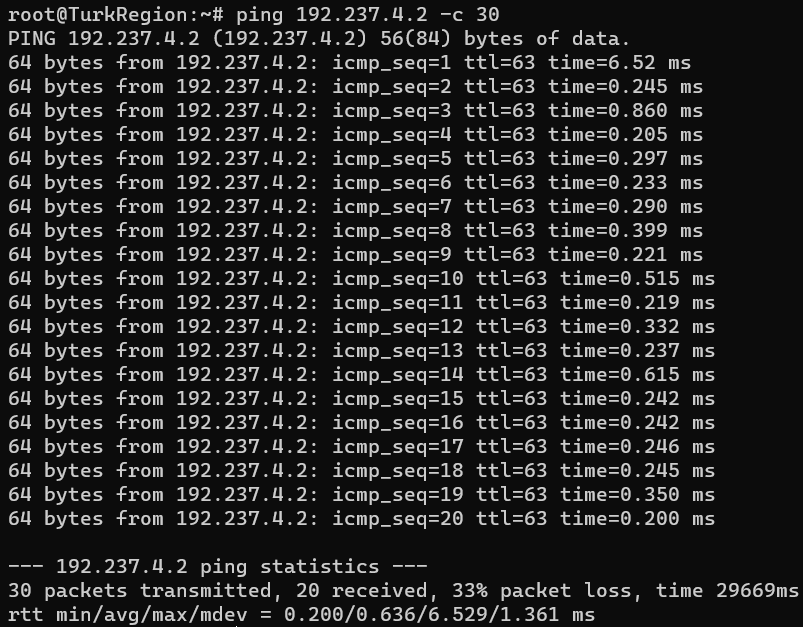 root@TurkRegion:~# ping 192.237.4.2 -c 30
PING 192.237.4.2 (192.237.4.2) 56(84) bytes of data.
64 bytes from 192.237.4.2: icmp_seq=1 ttl=63 time=6.52 ms
64 bytes from 192.237.4.2: icmp_seq=2 ttl=63 time=0.245 ms
64 bytes from 192.237.4.2: icmp_seq=3 ttl=63 time=0.860 ms
64 bytes from 192.237.4.2: icmp_seq=4 ttl=63 time=0.205 ms
64 bytes from 192.237.4.2: icmp_seq=5 ttl=63 time=0.297 ms
64 bytes from 192.237.4.2: icmp_seq=6 ttl=63 time=0.233 ms
64 bytes from 192.237.4.2: icmp_seq=7 ttl=63 time=0.290 ms
64 bytes from 192.237.4.2: icmp_seq=8 ttl=63 time=0.399 ms
64 bytes from 192.237.4.2: icmp_seq=9 ttl=63 time=0.221 ms
64 bytes from 192.237.4.2: icmp_seq=10 ttl=63 time=0.515 ms
64 bytes from 192.237.4.2: icmp_seq=11 ttl=63 time=0.219 ms
64 bytes from 192.237.4.2: icmp_seq=12 ttl=63 time=0.332 ms
64 bytes from 192.237.4.2: icmp_seq=13 ttl=63 time=0.237 ms
64 bytes from 192.237.4.2: icmp_seq=14 ttl=63 time=0.615 ms
64 bytes from 192.237.4.2: icmp_seq=15 ttl=63 time=0.242 ms
64 bytes from 192.237.4.2: icmp_seq=16 ttl=63 time=0.242 ms
64 bytes from 192.237.4.2: icmp_seq=17 ttl=63 time=0.246 ms
64 bytes from 192.237.4.2: icmp_seq=18 ttl=63 time=0.245 ms
64 bytes from 192.237.4.2: icmp_seq=19 ttl=63 time=0.350 ms
64 bytes from 192.237.4.2: icmp_seq=20 ttl=63 time=0.200 ms
--- 192.237.4.2 ping statistics ---
30 packets transmitted, 20 received, 33% packet loss, time 29669ms
rtt min/avg/max/mdev = 0.200/0.636/6.529/1.361 ms